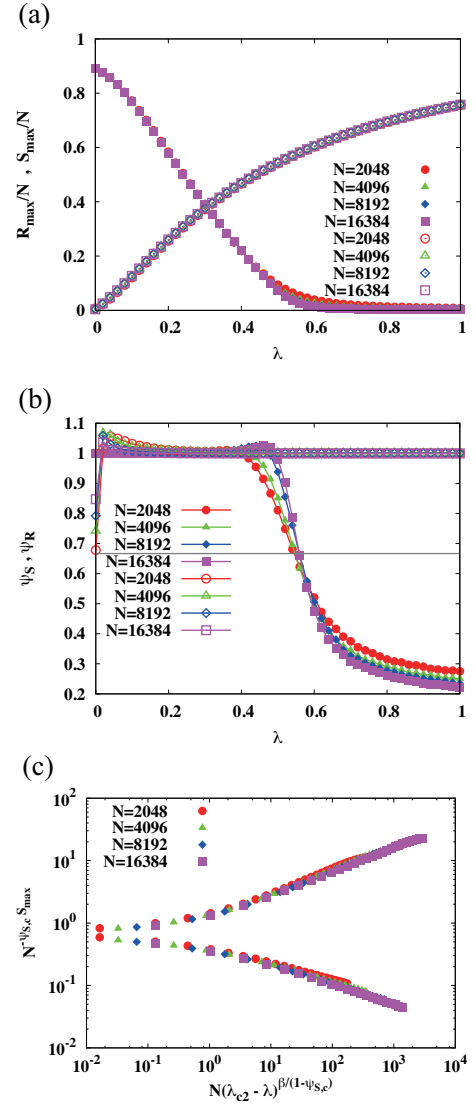 (a)
1
0.8
0.6
0.4
0.2
0
R_max/N , S_max/N
N=2048
N=4096
N=8192
N=16384
N=2048
N=4096
N=8192
N=16384
0 0.2 0.4 0.6 0.8 1
λ
(b)
1.1
1
0.9
0.8
0.7
0.6
0.5
0.4
0.3
0.2
ψ_S, ψ_R
N=2048
N=4096
N=8192
N=16384
N=2048
N=4096
N=8192
N=16384
0 0.2 0.4 0.6 0.8 1
λ
(c)
10^2
10^1
10^0
10^-1
10^-2
N^{-ψ_{S,c}} S_max
N=2048
N=4096
N=8192
N=16384
10^-2 10^-1 10^0 10^1 10^2 10^3 10^4
N(λ_{c2} - λ)^{β/(1-ψ_{S,c})}